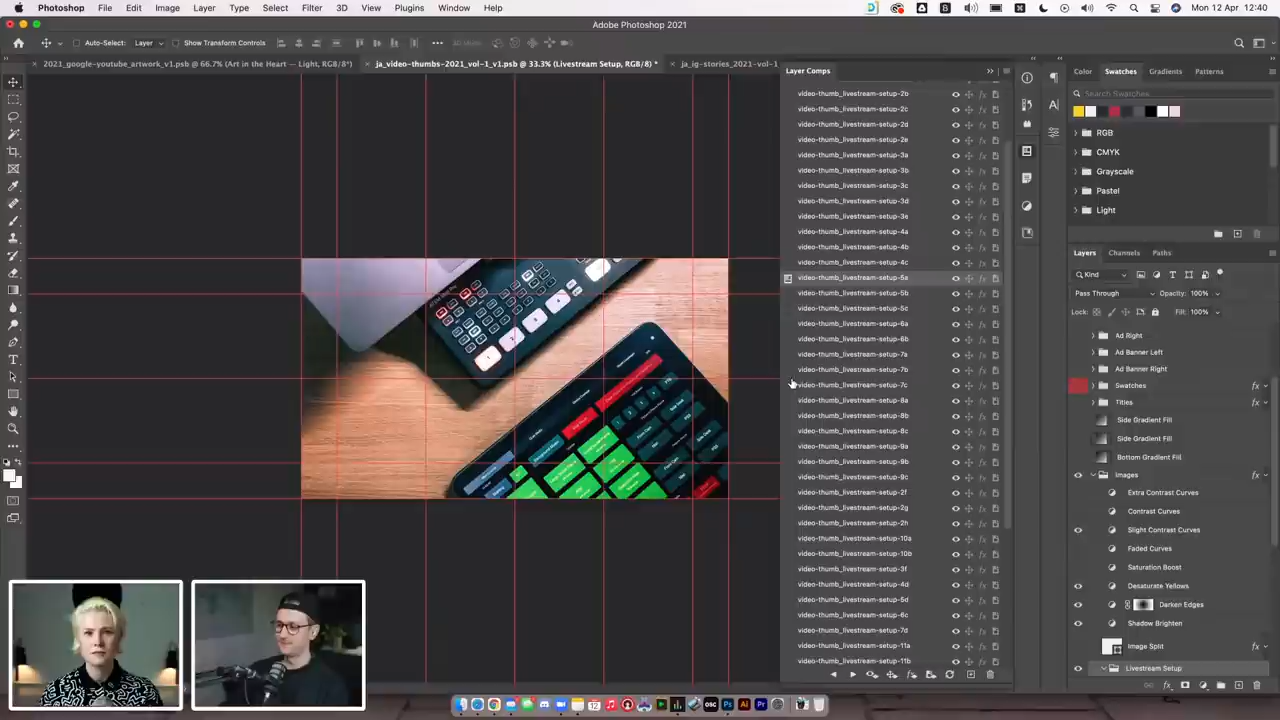 Photoshop File Edit Image Layer Type Select Filter 3D View Plugins Window Help
Mon 12 Apr 12:40
Adobe Photoshop 2021
Auto-Select: Layer Show Transform Controls
2021_google-youtube_artwork_v1.psb @ 66.7% (Art in the Heart — Light, RGB/8*)
ja_video-thumbs-2021_vol-1_v1.psb @ 33.3% (Livestream Setup, RGB/8) *
ja_ig-stories_2021-vol-1
Layer Comps
video-thumb_livestream-setup-2b
video-thumb_livestream-setup-2c
video-thumb_livestream-setup-2d
video-thumb_livestream-setup-2e
video-thumb_livestream-setup-3a
video-thumb_livestream-setup-3b
video-thumb_livestream-setup-3c
video-thumb_livestream-setup-3d
video-thumb_livestream-setup-3e
video-thumb_livestream-setup-4a
video-thumb_livestream-setup-4b
video-thumb_livestream-setup-4c
video-thumb_livestream-setup-5a
video-thumb_livestream-setup-5b
video-thumb_livestream-setup-5c
video-thumb_livestream-setup-6a
video-thumb_livestream-setup-6b
video-thumb_livestream-setup-7a
video-thumb_livestream-setup-7b
video-thumb_livestream-setup-7c
video-thumb_livestream-setup-8a
video-thumb_livestream-setup-8b
video-thumb_livestream-setup-8c
video-thumb_livestream-setup-9a
video-thumb_livestream-setup-9b
video-thumb_livestream-setup-9c
video-thumb_livestream-setup-2f
video-thumb_livestream-setup-2g
video-thumb_livestream-setup-2h
video-thumb_livestream-setup-10a
video-thumb_livestream-setup-10b
video-thumb_livestream-setup-3f
video-thumb_livestream-setup-4d
video-thumb_livestream-setup-5d
video-thumb_livestream-setup-6c
video-thumb_livestream-setup-7d
video-thumb_livestream-setup-11a
video-thumb_livestream-setup-11b
Color Swatches Gradients Patterns
Search Swatches
RGB
CMYK
Grayscale
Pastel
Light
Layers Channels Paths
Kind
Pass Through Opacity: 100%
Lock: Fill: 100%
Ad Right
Ad Banner Left
Ad Banner Right
Swatches fx
Titles fx
Side Gradient Fill
Side Gradient Fill
Bottom Gradient Fill
Images
Extra Contrast Curves
Contrast Curves
Slight Contrast Curves
Faded Curves
Saturation Boost
Desaturate Yellows
Darken Edges
Shadow Brighten
Image Split fx
Livestream Setup
OSC
Ps
Ai
Pr